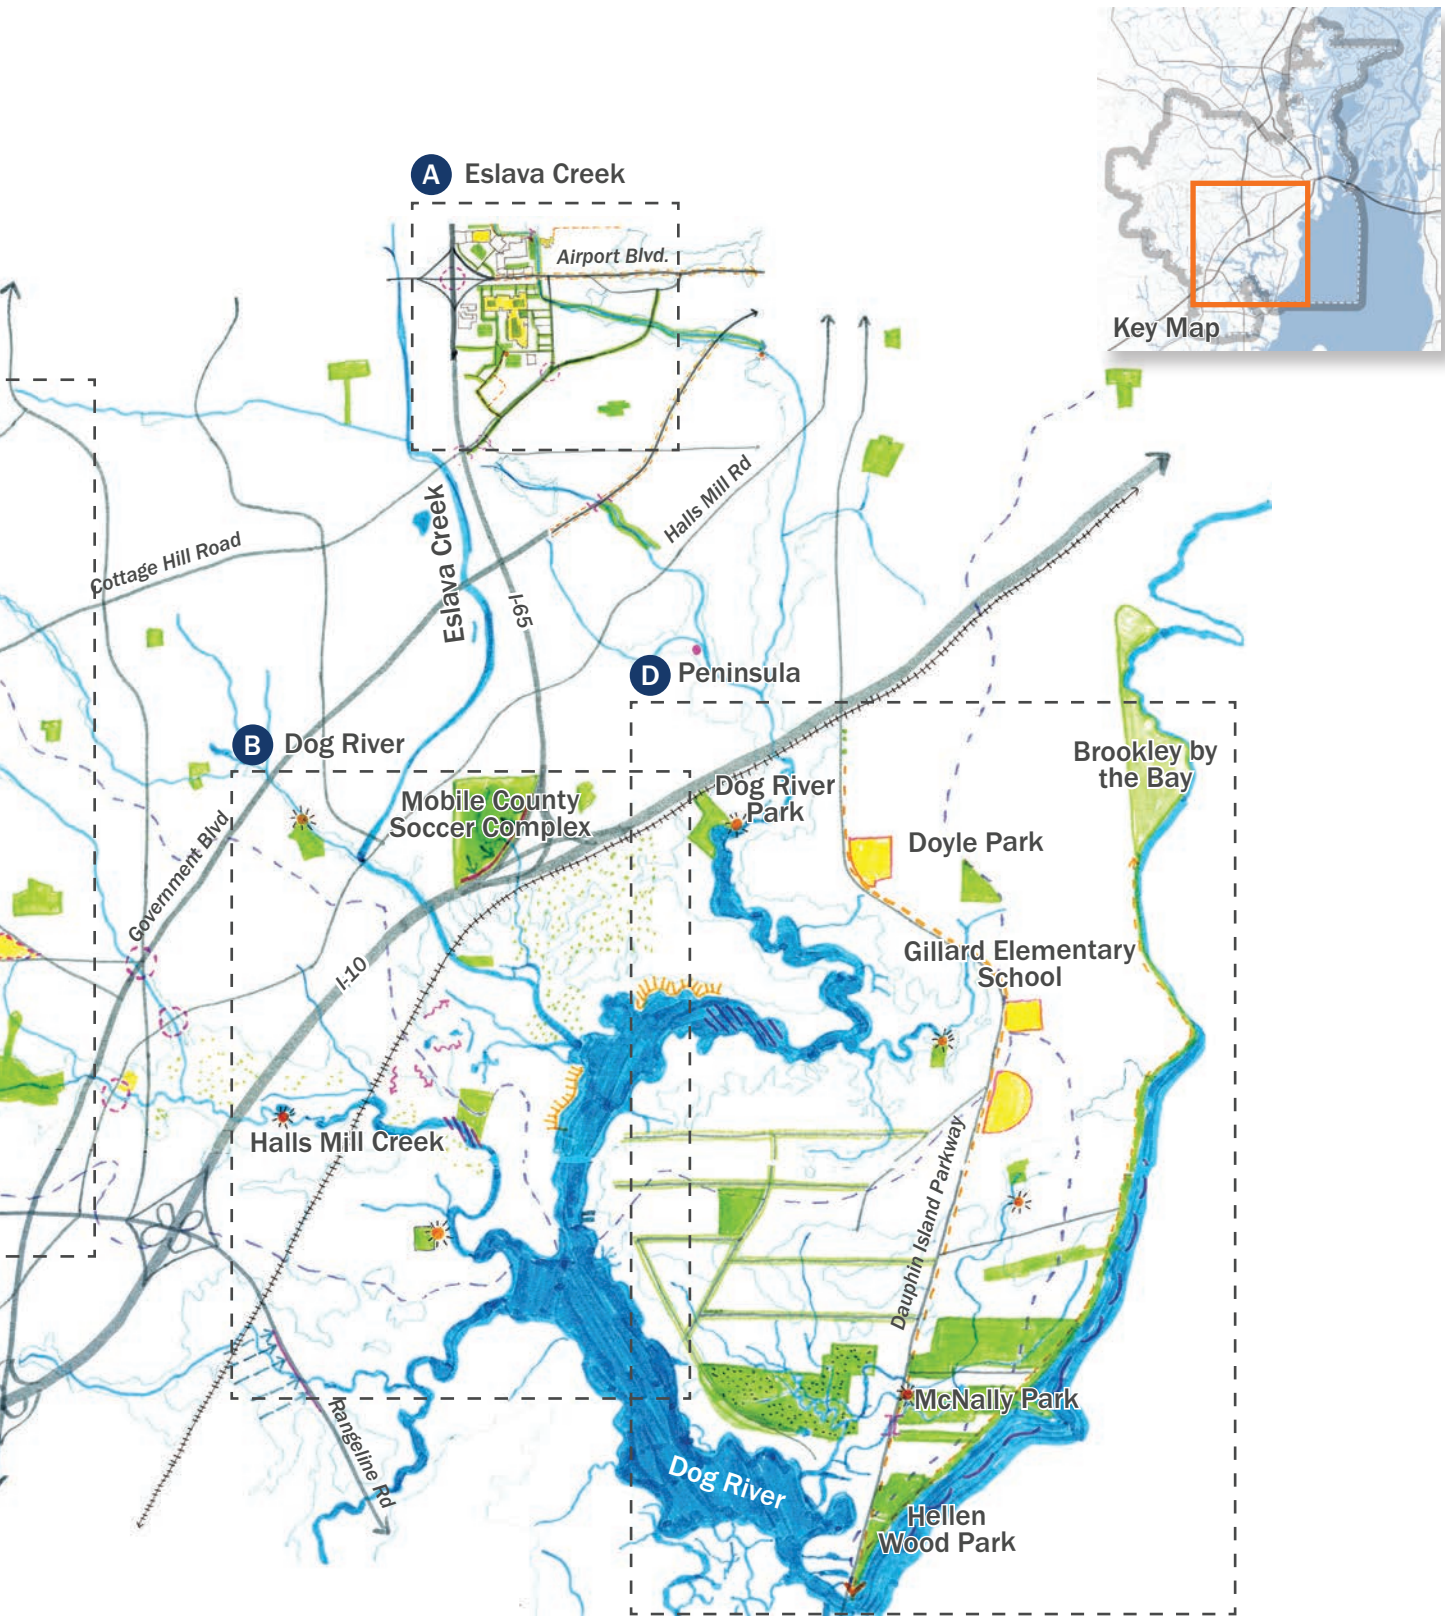 Key Map
A Eslava Creek
Airport Blvd.
Halls Mill Rd
Cottage Hill Road
Eslava Creek
I-65
D Peninsula
B Dog River
Brookley by
the Bay
Mobile County
Soccer Complex
Dog River
Park
Doyle Park
Government Blvd
Gillard Elementary
School
I-10
Halls Mill Creek
Dauphin Island Parkway
McNally Park
Rangeline Rd
Dog River
Hellen
Wood Park